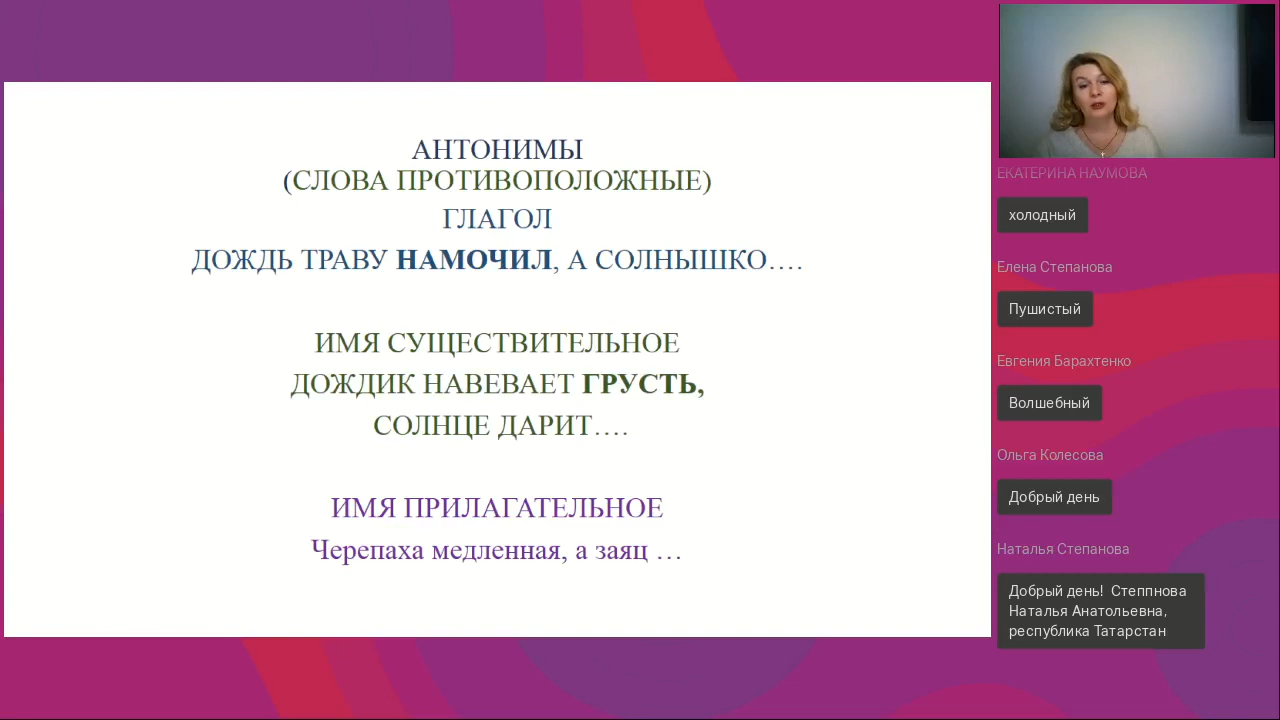 АНТОНИМЫ
(СЛОВА ПРОТИВОПОЛОЖНЫЕ)
ГЛАГОЛ
ДОЖДЬ ТРАВУ НАМОЧИЛ, А СОЛНЫШКО….
ИМЯ СУЩЕСТВИТЕЛЬНОЕ
ДОЖДИК НАВЕВАЕТ ГРУСТЬ,
СОЛНЦЕ ДАРИТ….
ИМЯ ПРИЛАГАТЕЛЬНОЕ
Черепаха медленная, а заяц …
ЕКАТЕРИНА НАУМОВА
холодный
Елена Степанова
Пушистый
Евгения Барахтенко
Волшебный
Ольга Колесова
Добрый день
Наталья Степанова
Добрый день! Степпнова
Наталья Анатольевна,
республика Татарстан